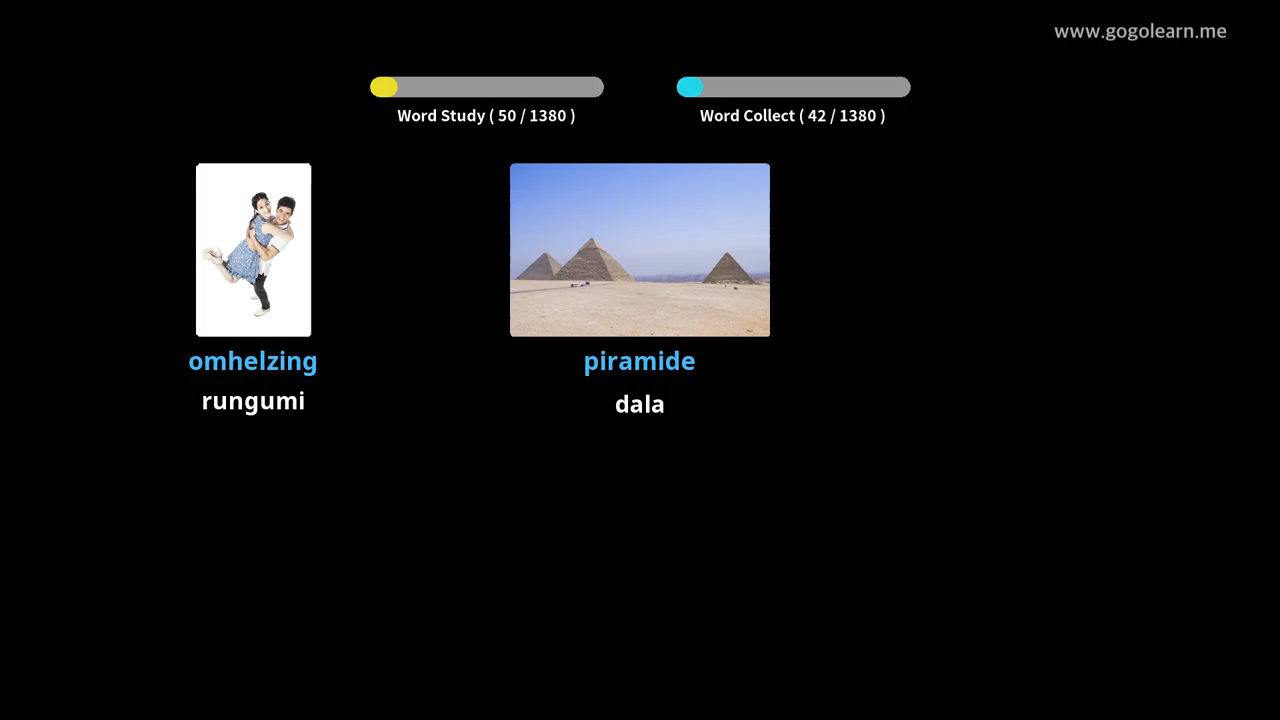 www.gogolearn.me
Word Study ( 50 / 1380 )
Word Collect ( 42 / 1380 )
omhelzing
rungumi
piramide
dala